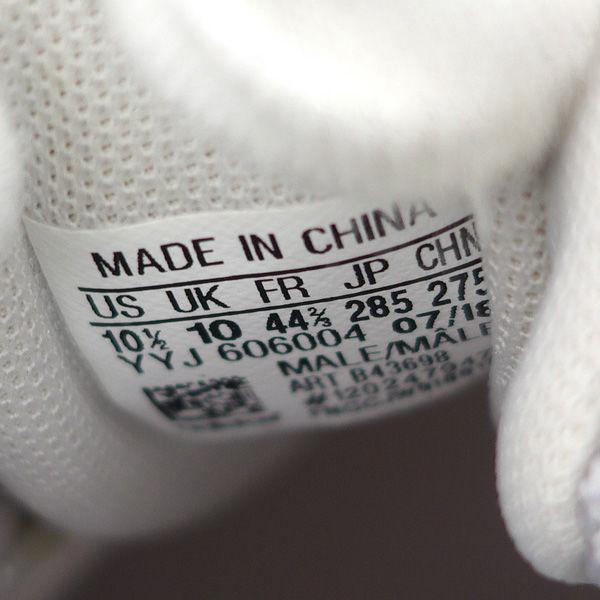 MADE IN CHINA
US UK FR JP CHN
10½ 10 44⅔ 285 275
YYJ 606004 07/18
MALE/MÂLE
ART B43698